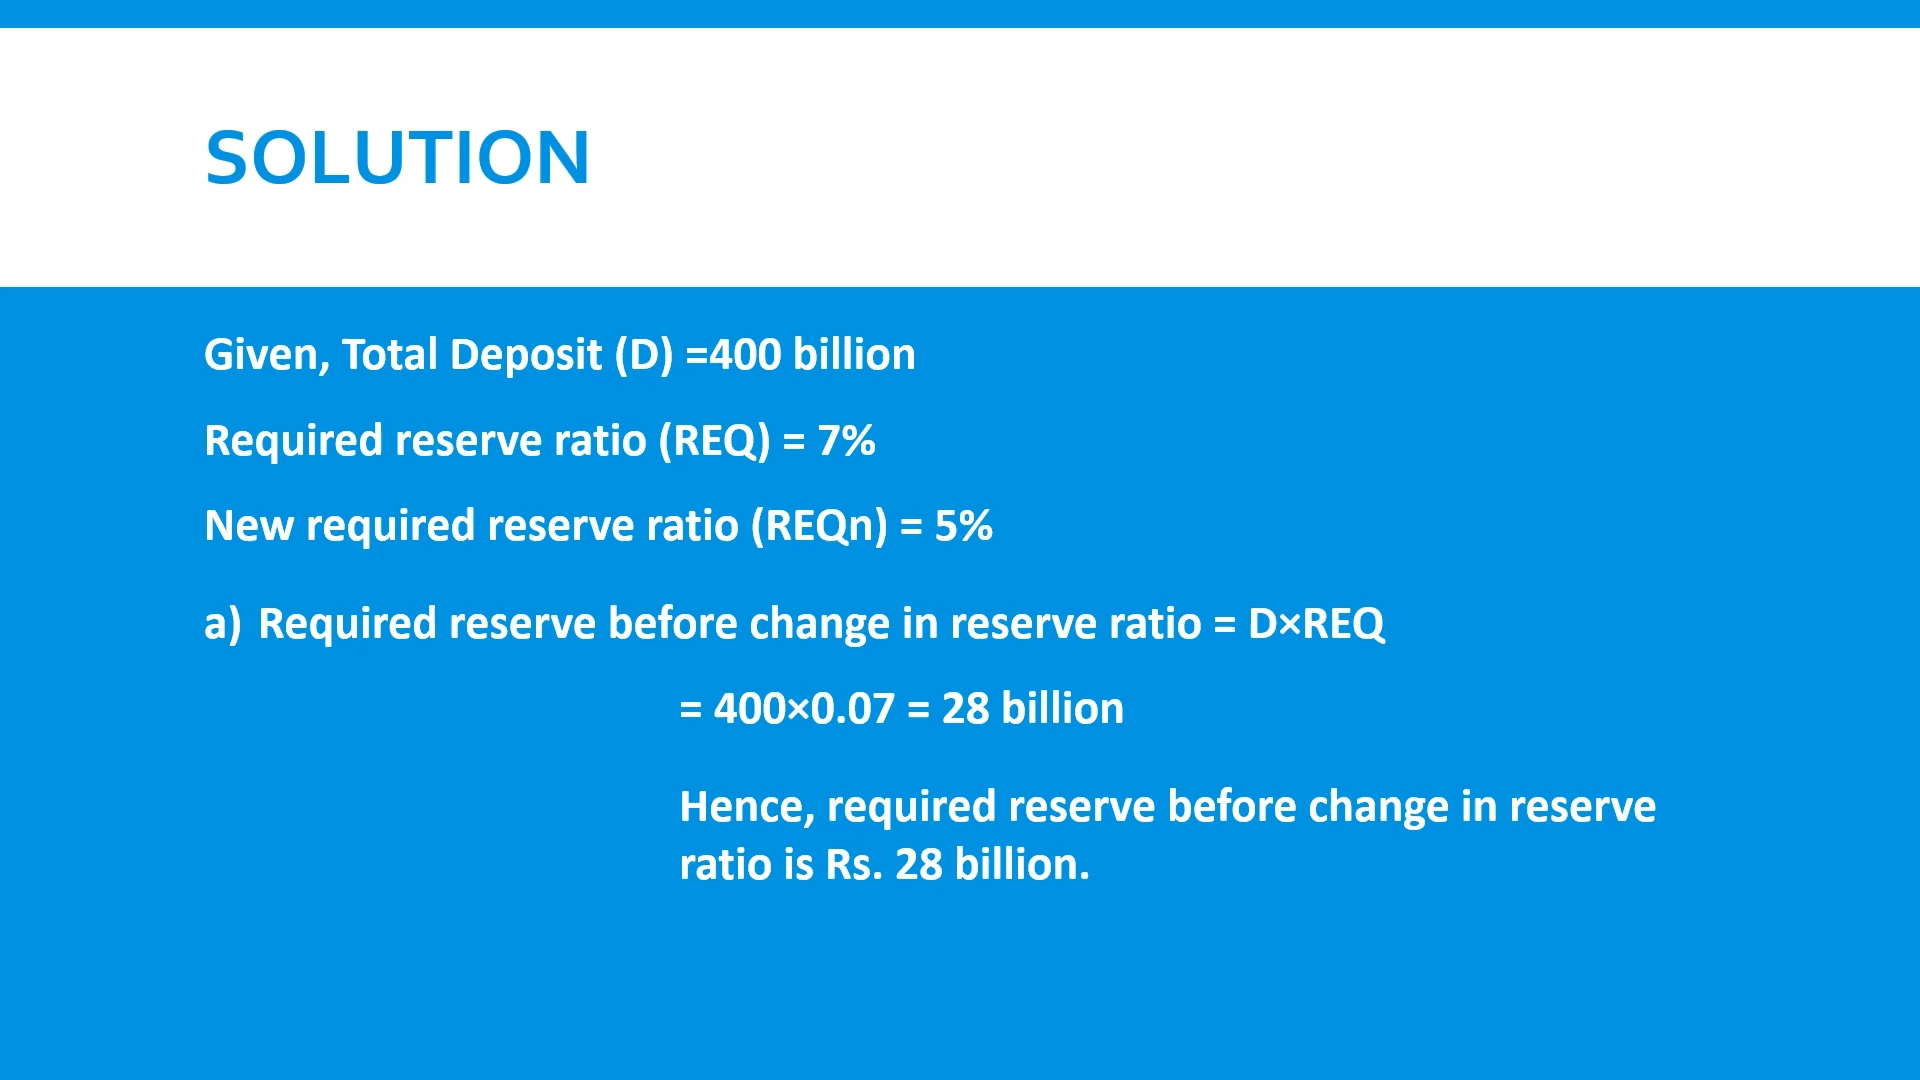 SOLUTION
Given, Total Deposit (D) =400 billion
Required reserve ratio (REQ) = 7%
New required reserve ratio (REQn) = 5%
a) Required reserve before change in reserve ratio = D×REQ
= 400×0.07 = 28 billion
Hence, required reserve before change in reserve
ratio is Rs. 28 billion.